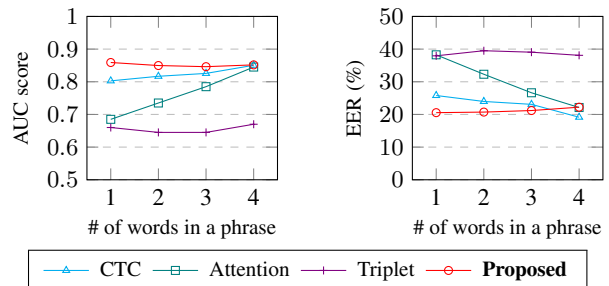 1
0.9
0.8
0.7
0.6
0.5
AUC score
1 2 3 4
# of words in a phrase
50
40
30
20
10
0
EER (%)
1 2 3 4
# of words in a phrase
CTC Attention Triplet Proposed